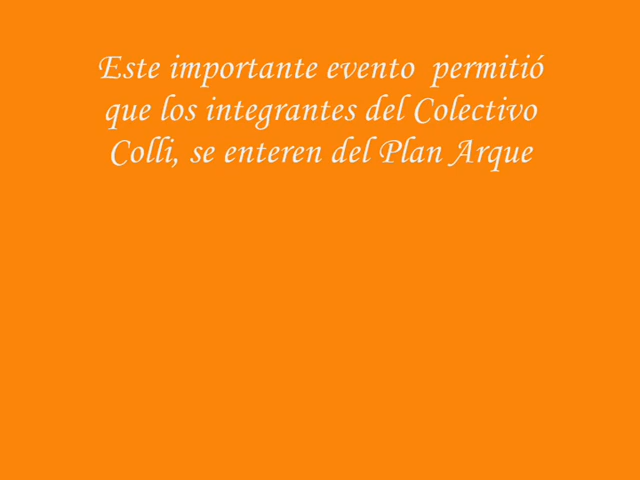 Este importante evento  permitió
que los integrantes del Colectivo
Colli, se enteren del Plan Arque